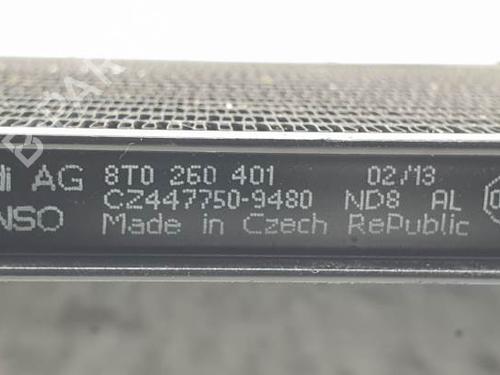 di AG 8T0 260 401 02/13
NSO CZ447750-9480 ND8 AL
Made in Czech RePublic